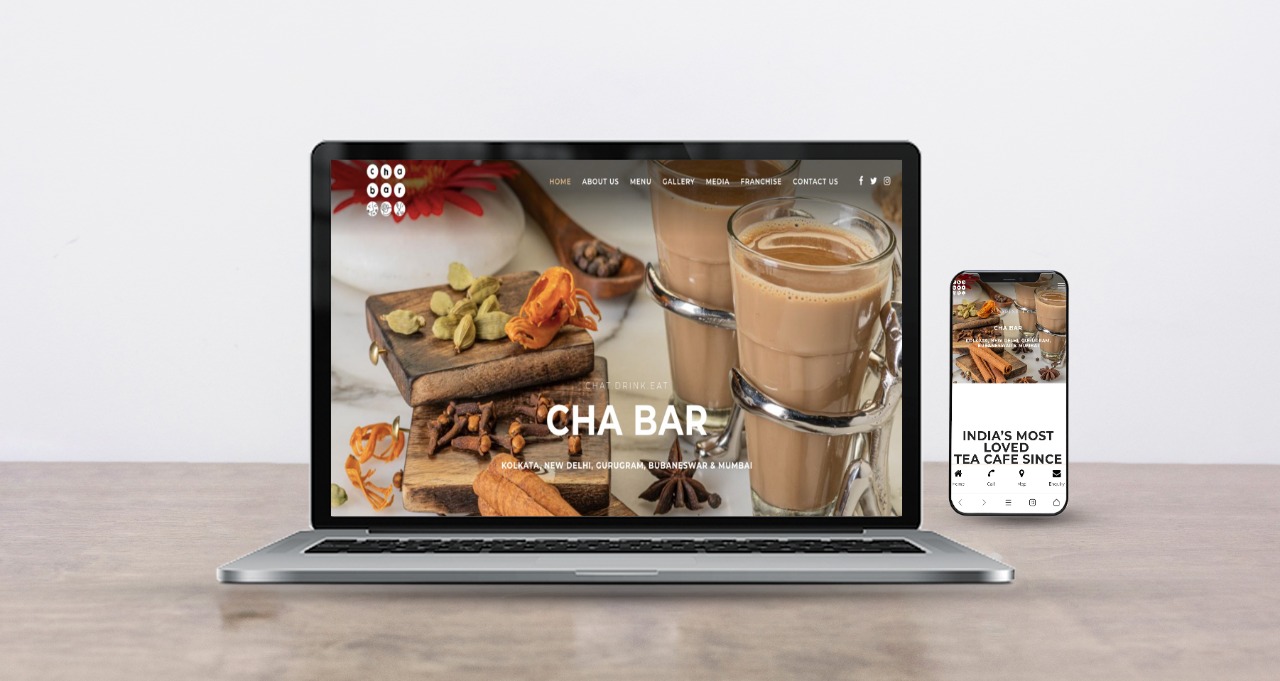 cha
bar
HOME ABOUT US MENU GALLERY MEDIA FRANCHISE CONTACT US
CHAT DRINK EAT
CHA BAR
KOLKATA, NEW DELHI, GURUGRAM, BUBANESWAR & MUMBAI
CHA BAR
KOLKATA, NEW DELHI, GURUGRAM,
BUBANESWAR & MUMBAI
INDIA'S MOST
LOVED
TEA CAFE SINCE
Home Call Map Enquiry